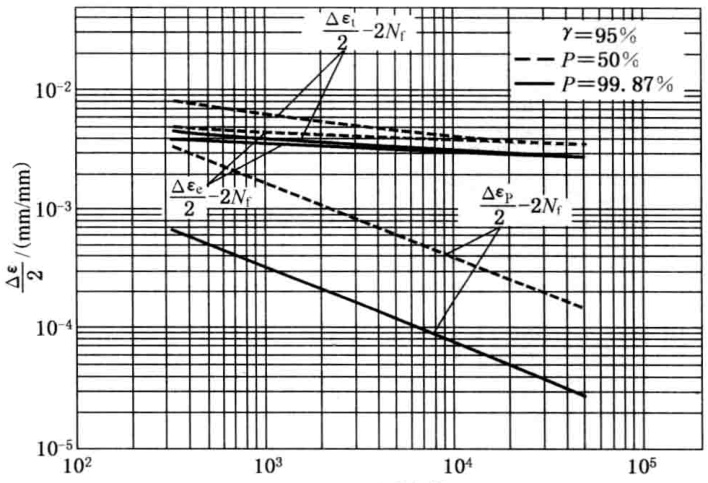 Δε_t/2 − 2N_f
γ=95%
P=50%
P=99.87%
10^-2
Δε_e/2 − 2N_f
Δε_P/2 − 2N_f
10^-3
Δε/2 /(mm/mm)
10^-4
10^-5
10^2
10^3
10^4
10^5